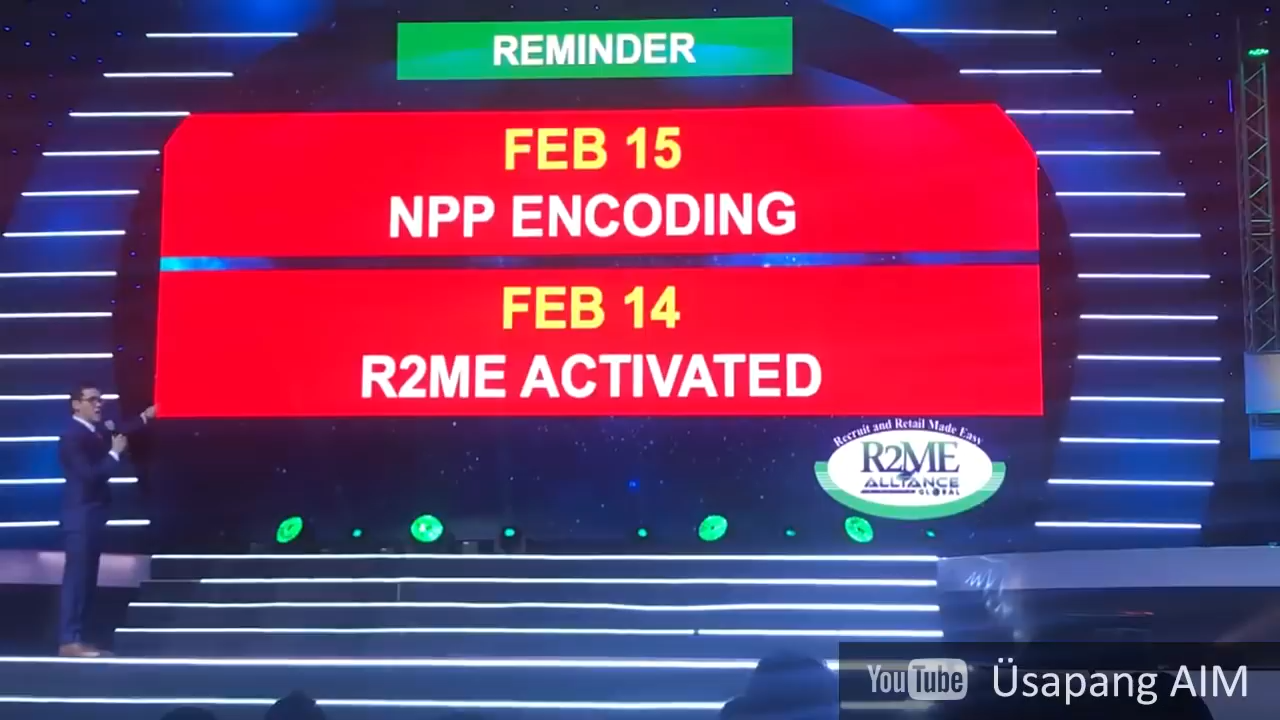 REMINDER
FEB 15
NPP ENCODING
FEB 14
R2ME ACTIVATED
Recruit and Retail Made Easy
R2ME
ALLIANCE
GLOBAL
YouTube Üsapang AIM